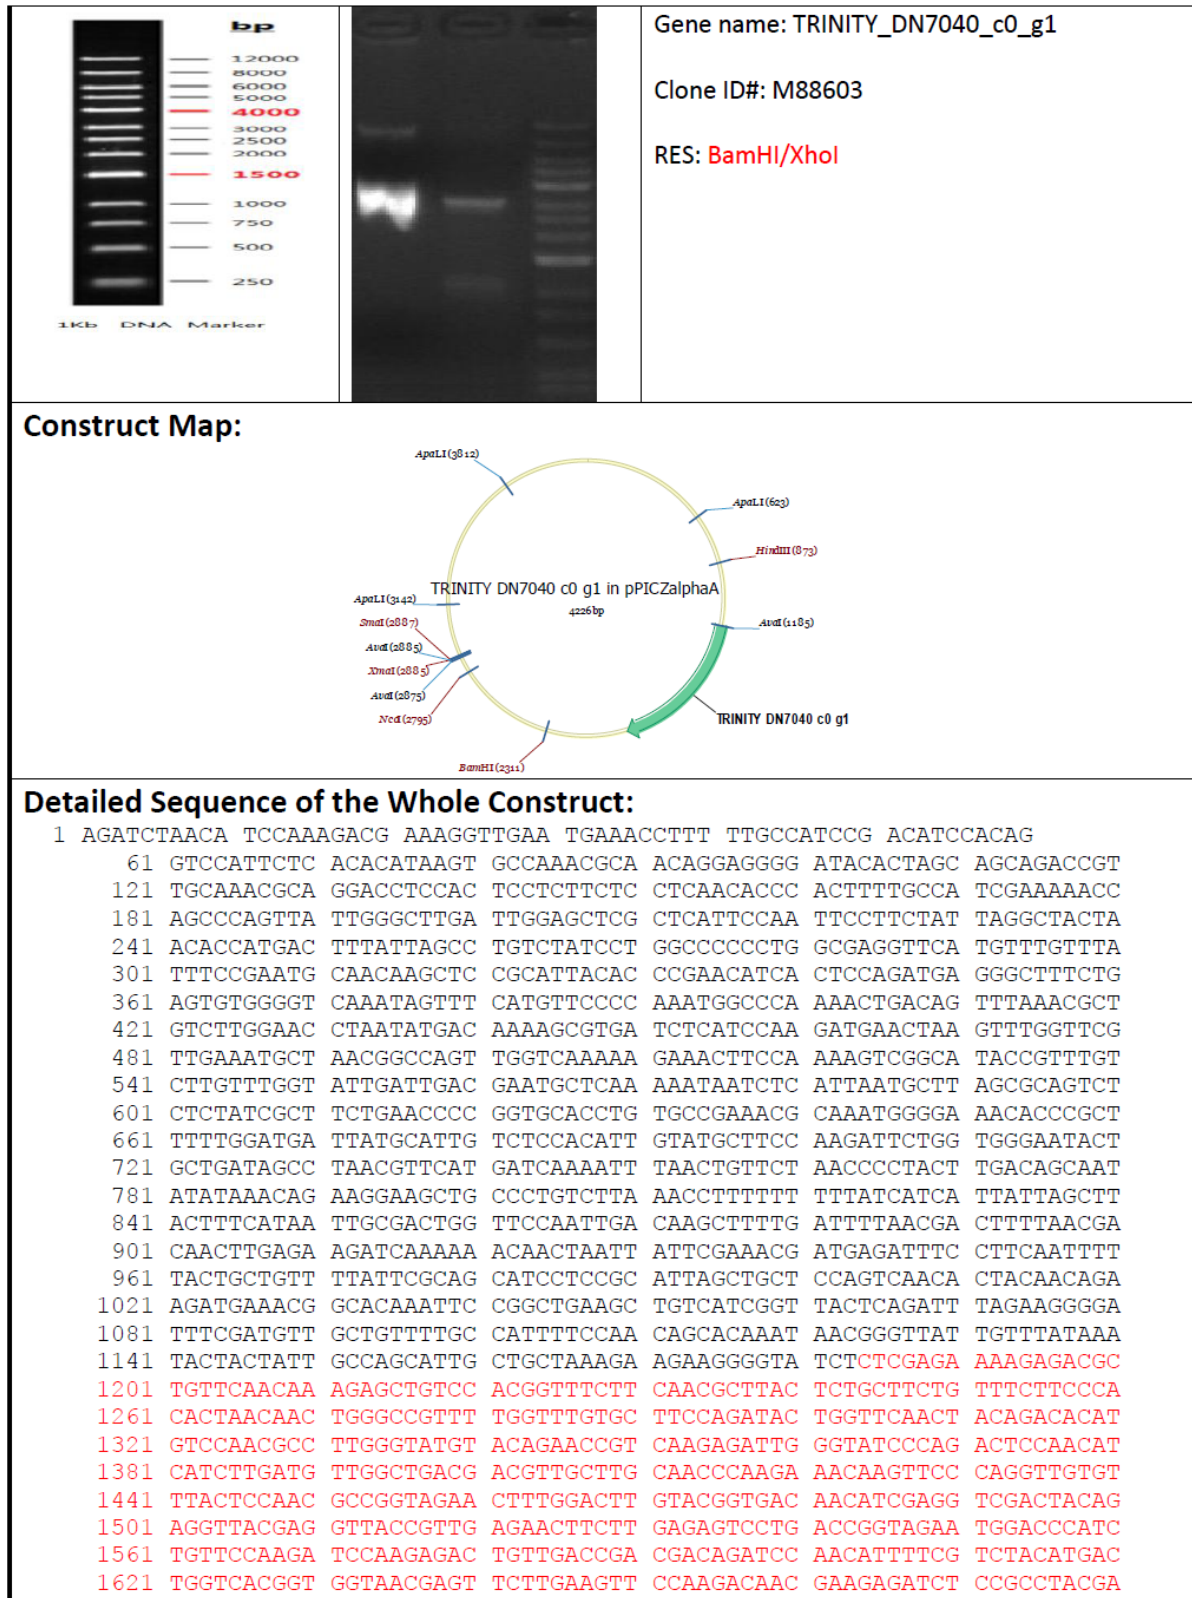 bp
12000
8000
6000
5000
4000
3000
2500
2000
1500
1000
750
500
250
1Kb DNA Marker
Gene name: TRINITY_DN7040_c0_g1
Clone ID#: M88603
RES: BamHI/XhoI
Construct Map:
ApaLI (3812)
ApaLI (623)
HindIII (873)
TRINITY DN7040 c0 g1 in pPICZalphaA
4226 bp
ApaLI (3142)
SmaI (2887)
AvaI (1185)
AvaI (2885)
XmaI (2885)
AvaI (2875)
NcoI (2795)
TRINITY DN7040 c0 g1
BamHI (2311)
Detailed Sequence of the Whole Construct:
1 AGATCTAACA TCCAAAGACG AAAGGTTGAA TGAAACCTTT TTGCCATCCG ACATCCACAG
61 GTCCATTCTC ACACATAAGT GCCAAACGCA ACAGGAGGGG ATACACTAGC AGCAGACCGT
121 TGCAAACGCA GGACCTCCAC TCCTCTTCTC CTCAACACCC ACTTTTGCCA TCGAAAAACC
181 AGCCCAGTTA TTGGGCTTGA TTGGAGCTCG CTCATTCCAA TTCCTTCTAT TAGGCTACTA
241 ACACCATGAC TTTATTAGCC TGTCTATCCT GGCCCCCCTG GCGAGGTTCA TGTTTGTTTA
301 TTTCCGAATG CAACAAGCTC CGCATTACAC CCGAACATCA CTCCAGATGA GGGCTTTCTG
361 AGTGTGGGGT CAAATAGTTT CATGTTCCCC AAATGGCCCA AAACTGACAG TTTAAACGCT
421 GTCTTGGAAC CTAATATGAC AAAAGCGTGA TCTCATCCAA GATGAACTAA GTTTGGTTCG
481 TTGAAATGCT AACGGCCAGT TGGTCAAAAA GAAACTTCCA AAAGTCGGCA TACCGTTTGT
541 CTTGTTTGGT ATTGATTGAC GAATGCTCAA AAATAATCTC ATTAATGCTT AGCGCAGTCT
601 CTCTATCGCT TCTGAACCCC GGTGCACCTG TGCCGAAACG CAAATGGGGA AACACCCGCT
661 TTTTGGATGA TTATGCATTG TCTCCACATT GTATGCTTCC AAGATTCTGG TGGGAATACT
721 GCTGATAGCC TAACGTTCAT GATCAAAATT TAACTGTTCT AACCCCTACT TGACAGCAAT
781 ATATAAACAG AAGGAAGCTG CCCTGTCTTA AACCTTTTTT TTTATCATCA TTATTAGCTT
841 ACTTTCATAA TTGCGACTGG TTCCAATTGA CAAGCTTTTG ATTTTAACGA CTTTTAACGA
901 CAACTTGAGA AGATCAAAAA ACAACTAATT ATTCGAAACG ATGAGATTTC CTTCAATTTT
961 TACTGCTGTT TTATTCGCAG CATCCTCCGC ATTAGCTGCT CCAGTCAACA CTACAACAGA
1021 AGATGAAACG GCACAAATTC CGGCTGAAGC TGTCATCGGT TACTCAGATT TAGAAGGGGA
1081 TTTCGATGTT GCTGTTTTGC CATTTTCCAA CAGCACAAAT AACGGGTTAT TGTTTATAAA
1141 TACTACTATT GCCAGCATTG CTGCTAAAGA AGAAGGGGTA TCTCTCGAGA AAAGAGACGC
1201 TGTTCAACAA AGAGCTGTCC ACGGTTTCTT CAACGCTTAC TCTGCTTCTG TTTCTTCCCA
1261 CACTAACAAC TGGGCCGTTT TGGTTTGTGC TTCCAGATAC TGGTTCAACT ACAGACACAT
1321 GTCCAACGCC TTGGGTATGT ACAGAACCGT CAAGAGATTG GGTATCCCAG ACTCCAACAT
1381 CATCTTGATG TTGGCTGACG ACGTTGCTTG CAACCCAAGA AACAAGTTCC CAGGTTGTGT
1441 TTACTCCAAC GCCGGTAGAA CTTTGGACTT GTACGGTGAC AACATCGAGG TCGACTACAG
1501 AGGTTACGAG GTTACCGTTG AGAACTTCTT GAGAGTCCTG ACCGGTAGAA TGGACCCATC
1561 TGTTCCAAGA TCCAAGAGAC TGTTGACCGA CGACAGATCC AACATTTTCG TCTACATGAC
1621 TGGTCACGGT GGTAACGAGT TCTTGAAGTT CCAAGACAAC GAAGAGATCT CCGCCTACGA